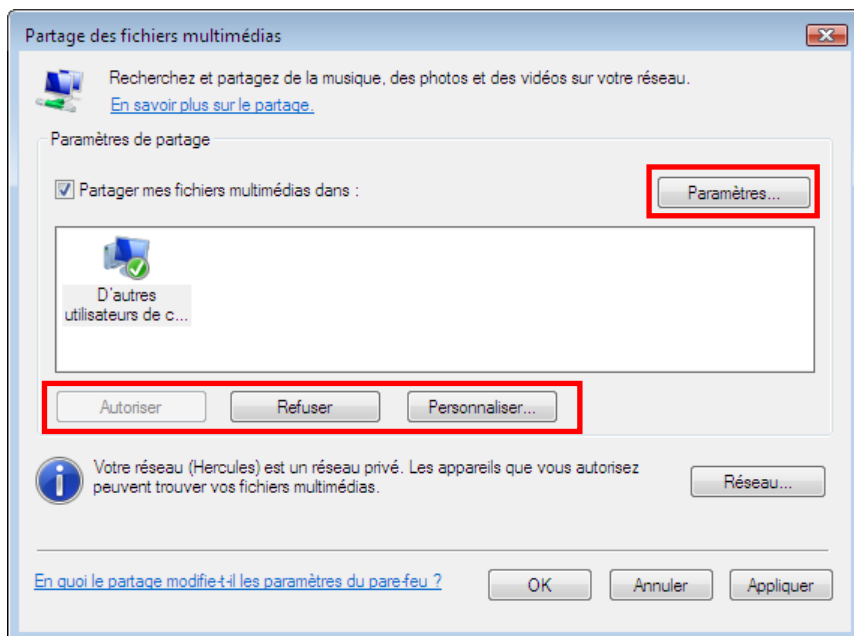 Partage des fichiers multimédias
Recherchez et partagez de la musique, des photos et des vidéos sur votre réseau.
En savoir plus sur le partage.
Paramètres de partage
Partager mes fichiers multimédias dans :
Paramètres...
D'autres
utilisateurs de c...
Autoriser
Refuser
Personnaliser...
Votre réseau (Hercules) est un réseau privé. Les appareils que vous autorisez
peuvent trouver vos fichiers multimédias.
Réseau...
En quoi le partage modifie-t-il les paramètres du pare-feu ?
OK
Annuler
Appliquer